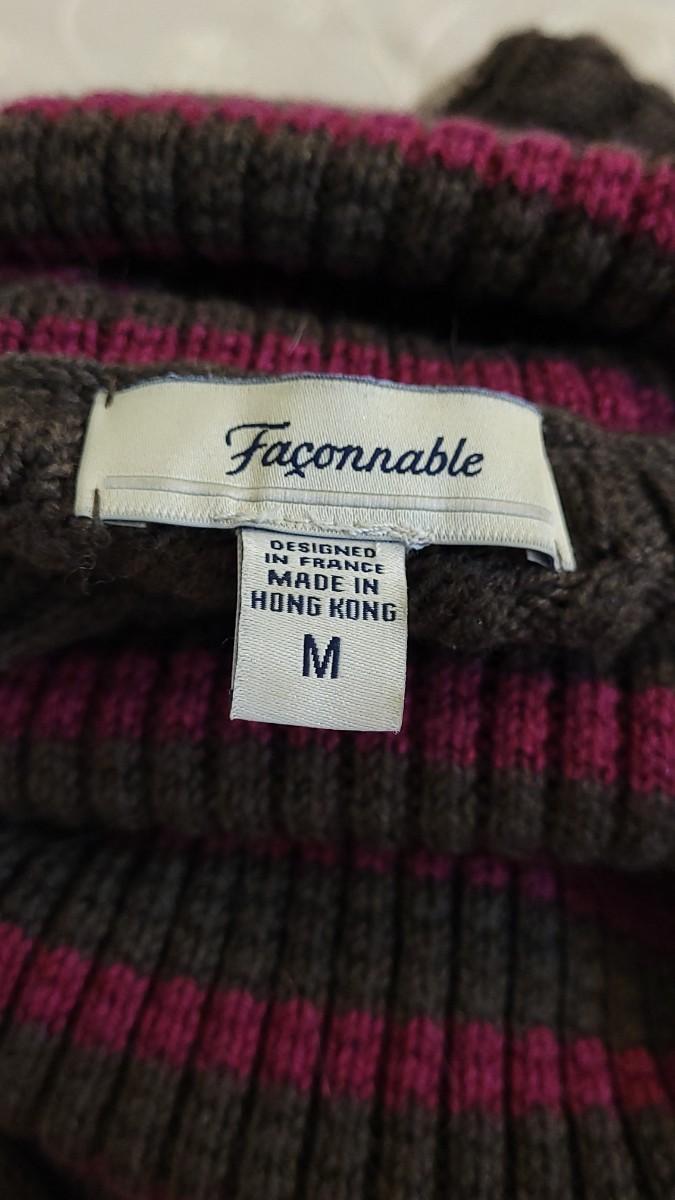 Façonnable
DESIGNED
IN FRANCE
MADE IN
HONG KONG
M